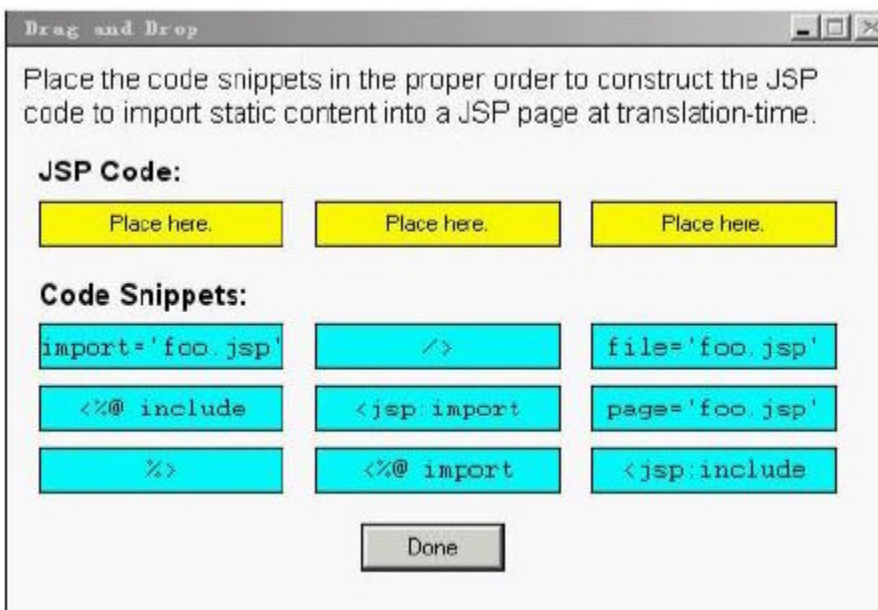 Drag and Drop
Place the code snippets in the proper order to construct the JSP
code to import static content into a JSP page at translation-time.
JSP Code:
Place here. Place here. Place here.
Code Snippets:
import='foo.jsp' /> file='foo.jsp'
<%@ include <jsp:import page='foo.jsp'
%> <%@ import <jsp:include
Done